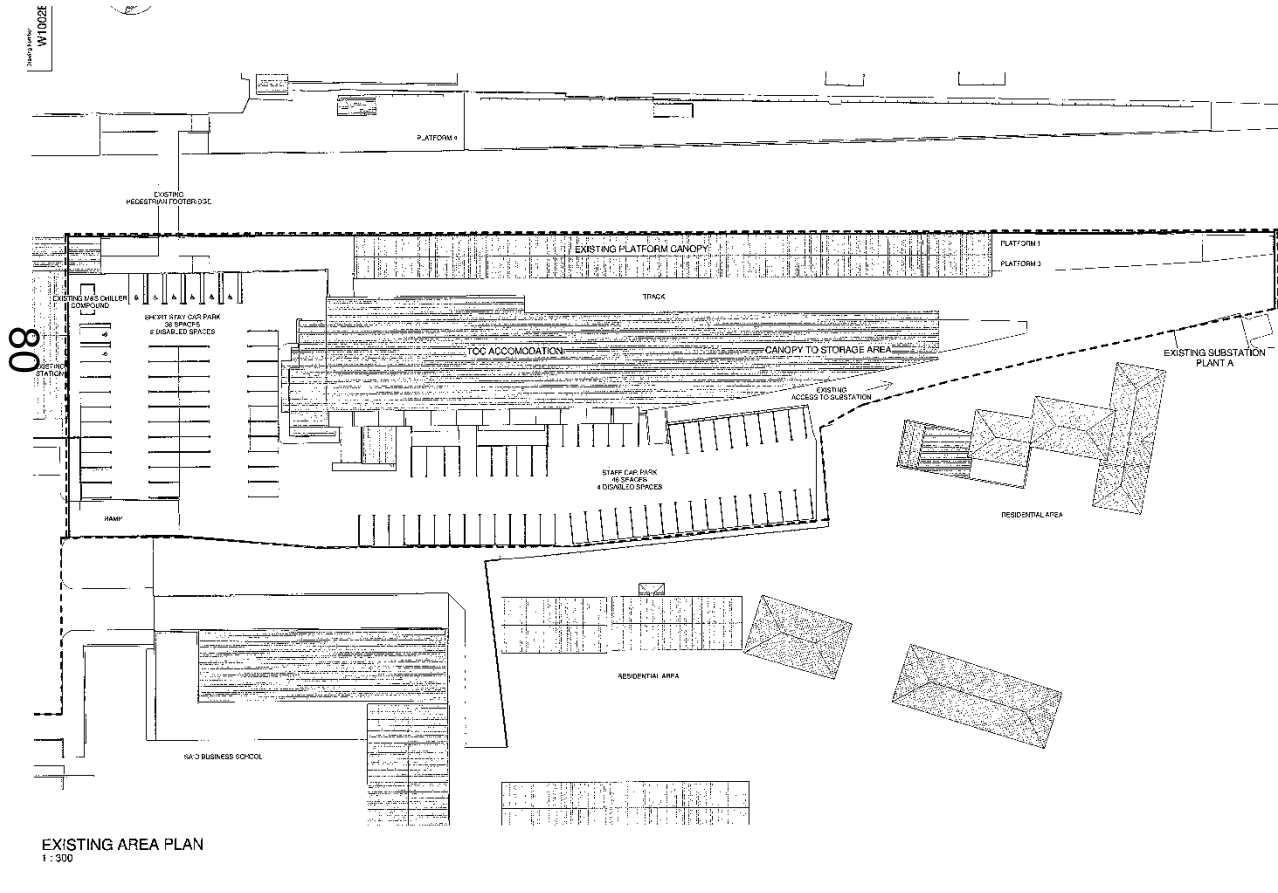 Drawing Number
W1002E
PLATFORM 4
EXISTING
PEDESTRIAN FOOTBRIDGE
EXISTING PLATFORM CANOPY
PLATFORM 1
PLATFORM 3
TRACK
EXISTING M&S CHILLER
COMPOUND
SHORT STAY CAR PARK
38 SPACES
8 DISABLED SPACES
80
EXISTING
STATION
TOC ACCOMODATION
CANOPY TO STORAGE AREA
EXISTING SUBSTATION
PLANT A
EXISTING
ACCESS TO SUBSTATION
STAFF CAR PARK
46 SPACES
4 DISABLED SPACES
RAMP
RESIDENTIAL AREA
RESIDENTIAL AREA
SAID BUSINESS SCHOOL
EXISTING AREA PLAN
1 : 300